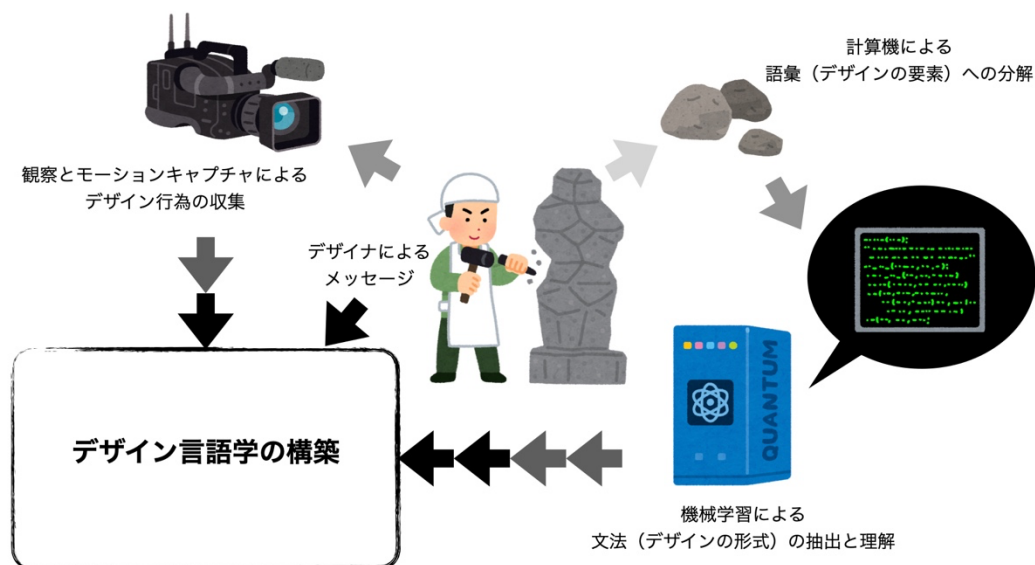 計算機による
語彙（デザインの要素）への分解
観察とモーションキャプチャによる
デザイン行為の収集
デザイナによる
メッセージ
デザイン言語学の構築
QUANTUM
機械学習による
文法（デザインの形式）の抽出と理解